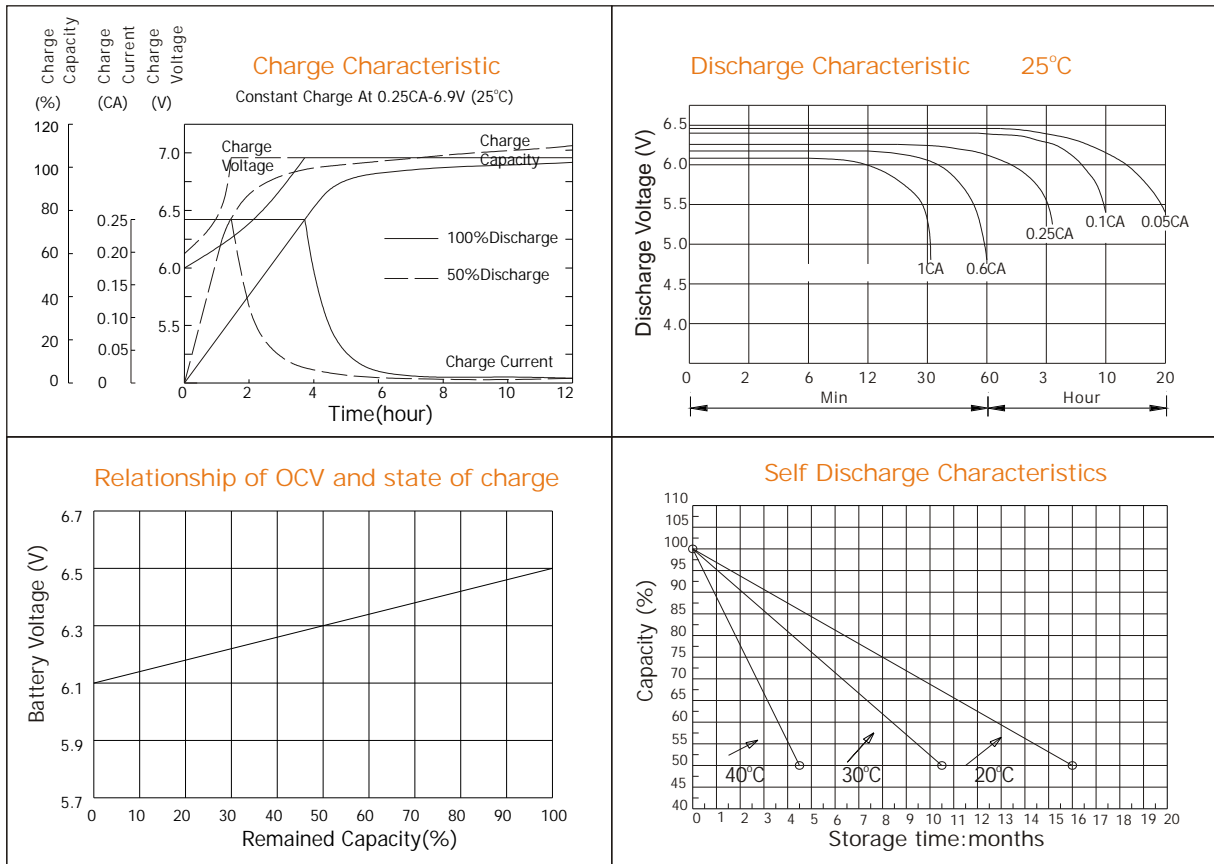 Charge
Capacity
Charge
Current
Charge
Voltage
(%)
(CA)
(V)
Charge Characteristic
Constant Charge At 0.25CA-6.9V (25°C)
120
100
80
60
40
20
0
0.25
0.20
0.15
0.10
0.05
0
7.0
6.5
6.0
5.5
Charge
Voltage
Charge
Capacity
100%Discharge
50%Discharge
Charge Current
0 2 4 6 8 10 12
Time(hour)
Discharge Characteristic 25°C
Discharge Voltage (V)
6.5
6.0
5.5
5.0
4.5
4.0
1CA
0.6CA
0.25CA
0.1CA
0.05CA
0 2 6 12 30 60 3 10 20
Min Hour
Relationship of OCV and state of charge
Battery Voltage (V)
6.7
6.5
6.3
6.1
5.9
5.7
0 10 20 30 40 50 60 70 80 90 100
Remained Capacity(%)
Self Discharge Characteristics
Capacity (%)
110
105
100
95
90
85
80
75
70
65
60
55
50
45
40
40°C
30°C
20°C
0 1 2 3 4 5 6 7 8 9 10 11 12 13 14 15 16 17 18 19 20
Storage time:months